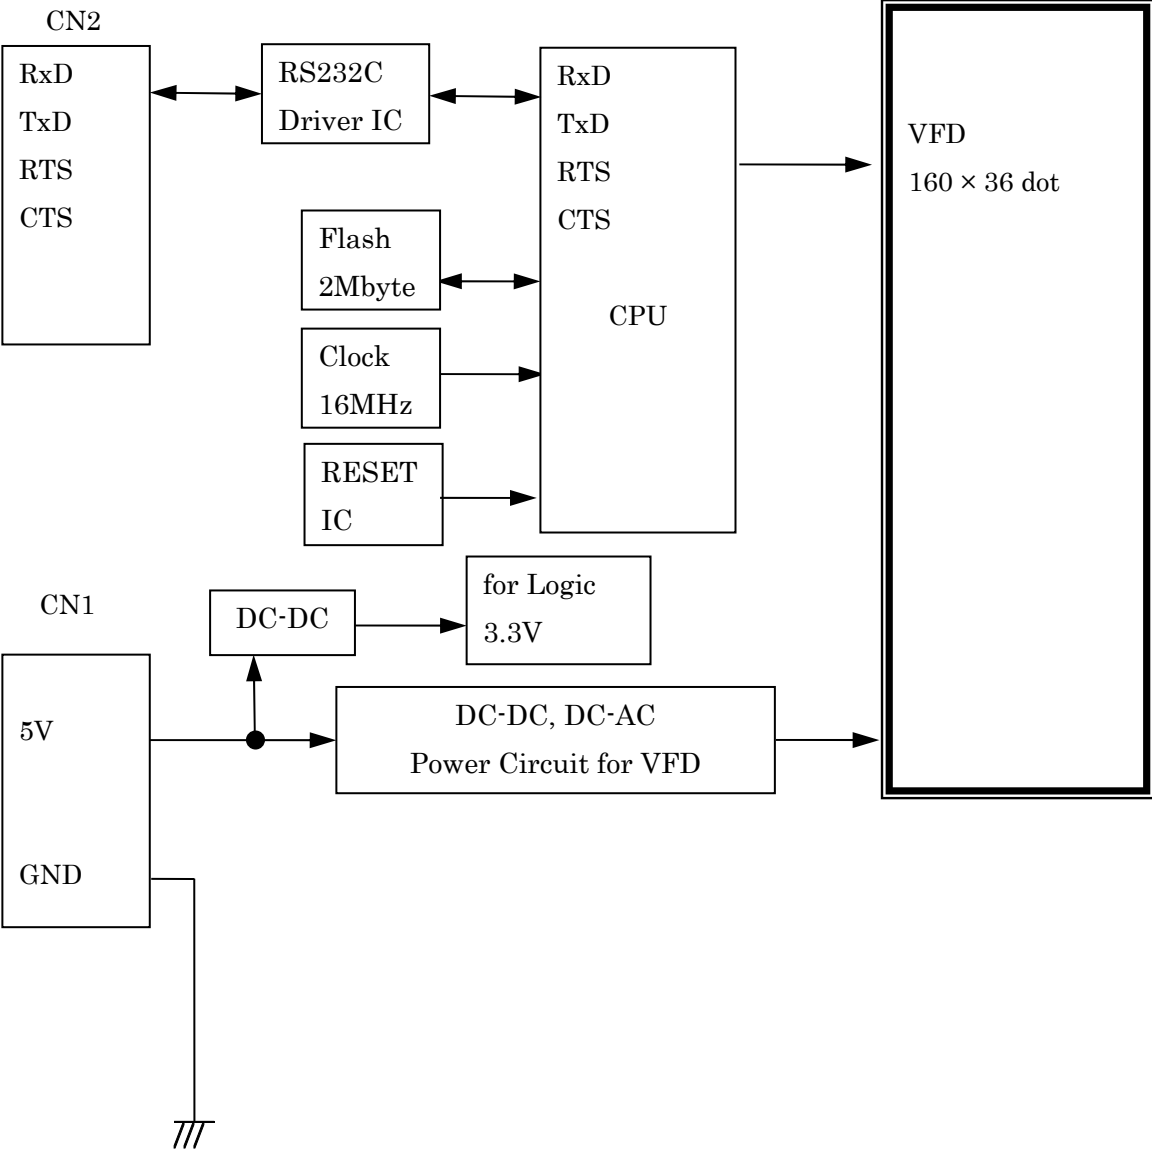 CN2
RxD
TxD
RTS
CTS
RS232C
Driver IC
RxD
TxD
RTS
CTS
CPU
VFD
160 × 36 dot
Flash
2Mbyte
Clock
16MHz
RESET
IC
CN1
DC-DC
for Logic
3.3V
5V
GND
DC-DC, DC-AC
Power Circuit for VFD